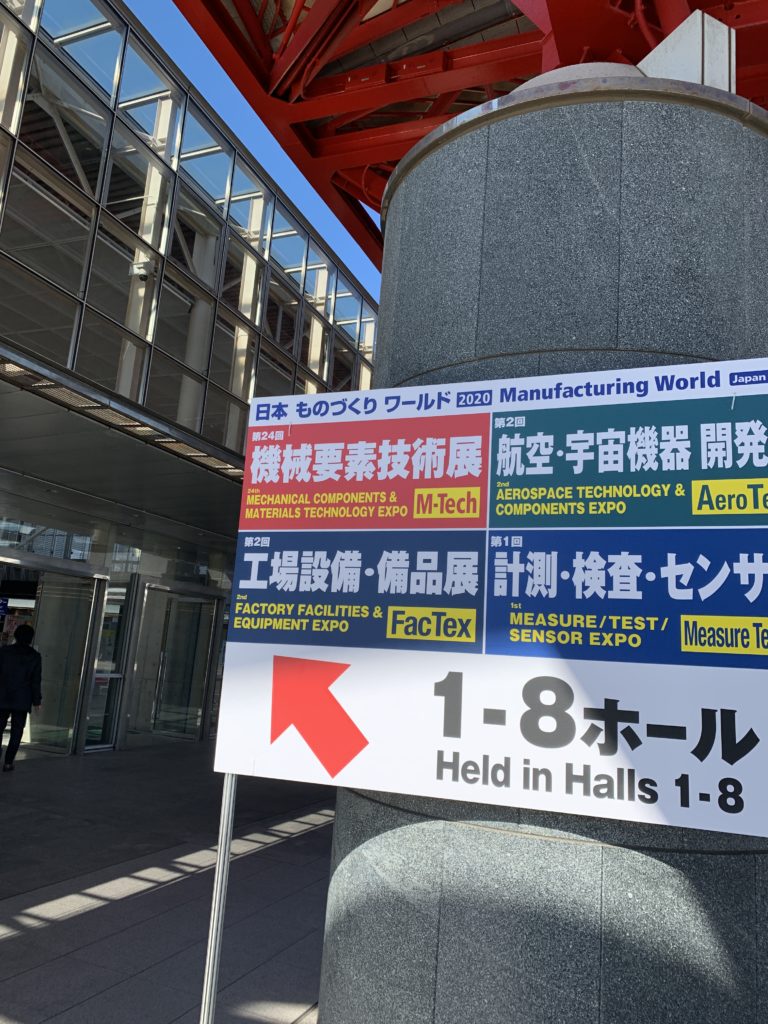 日本 ものづくり ワールド 2020 Manufacturing World Japan
第24回
機械要素技術展
24th
MECHANICAL COMPONENTS &
MATERIALS TECHNOLOGY EXPO M-Tech
第2回
航空・宇宙機器 開発
2nd
AEROSPACE TECHNOLOGY &
COMPONENTS EXPO AeroTe
第2回
工場設備・備品展
2nd
FACTORY FACILITIES &
EQUIPMENT EXPO FacTex
第1回
計測・検査・センサ
1st
MEASURE/TEST/
SENSOR EXPO Measure Te
1-8ホール
Held in Halls 1-8